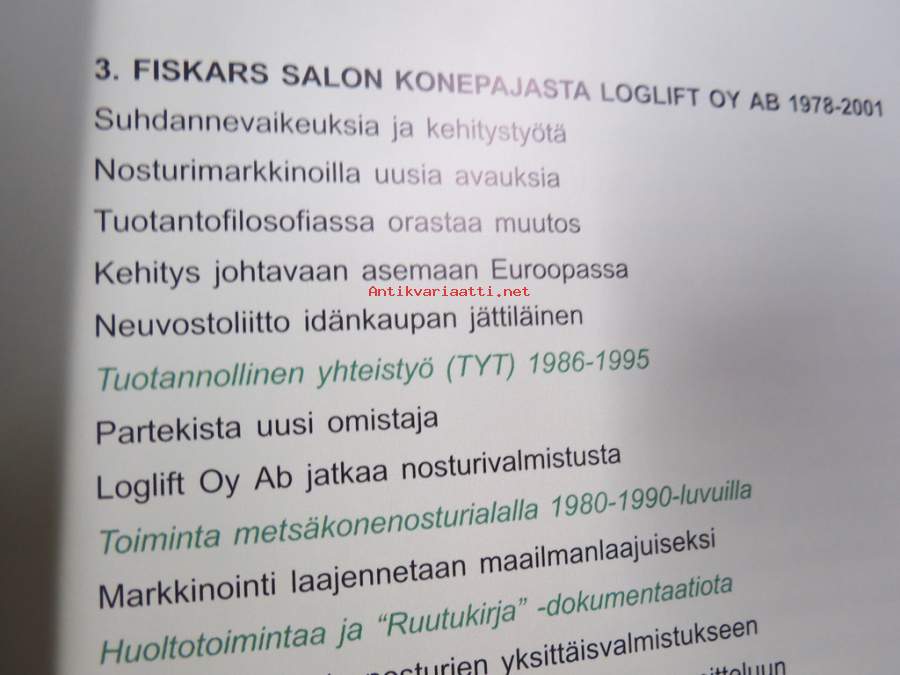 3. FISKARS SALON KONEPAJASTA LOGLIFT OY AB 1978-2001
Suhdannevaikeuksia ja kehitystyötä
Nosturimarkkinoilla uusia avauksia
Tuotantofilosofiassa orastaa muutos
Kehitys johtavaan asemaan Euroopassa
Antikvariaatti.net
Neuvostoliitto idänkaupan jättiläinen
Tuotannollinen yhteistyö (TYT) 1986-1995
Partekista uusi omistaja
Loglift Oy Ab jatkaa nosturivalmistusta
Toiminta metsäkonenosturialalla 1980-1990-luvuilla
Markkinointi laajennetaan maailmanlaajuiseksi
Huoltotoimintaa ja "Ruutukirja" -dokumentaatiota
yksittäisvalmistukseen